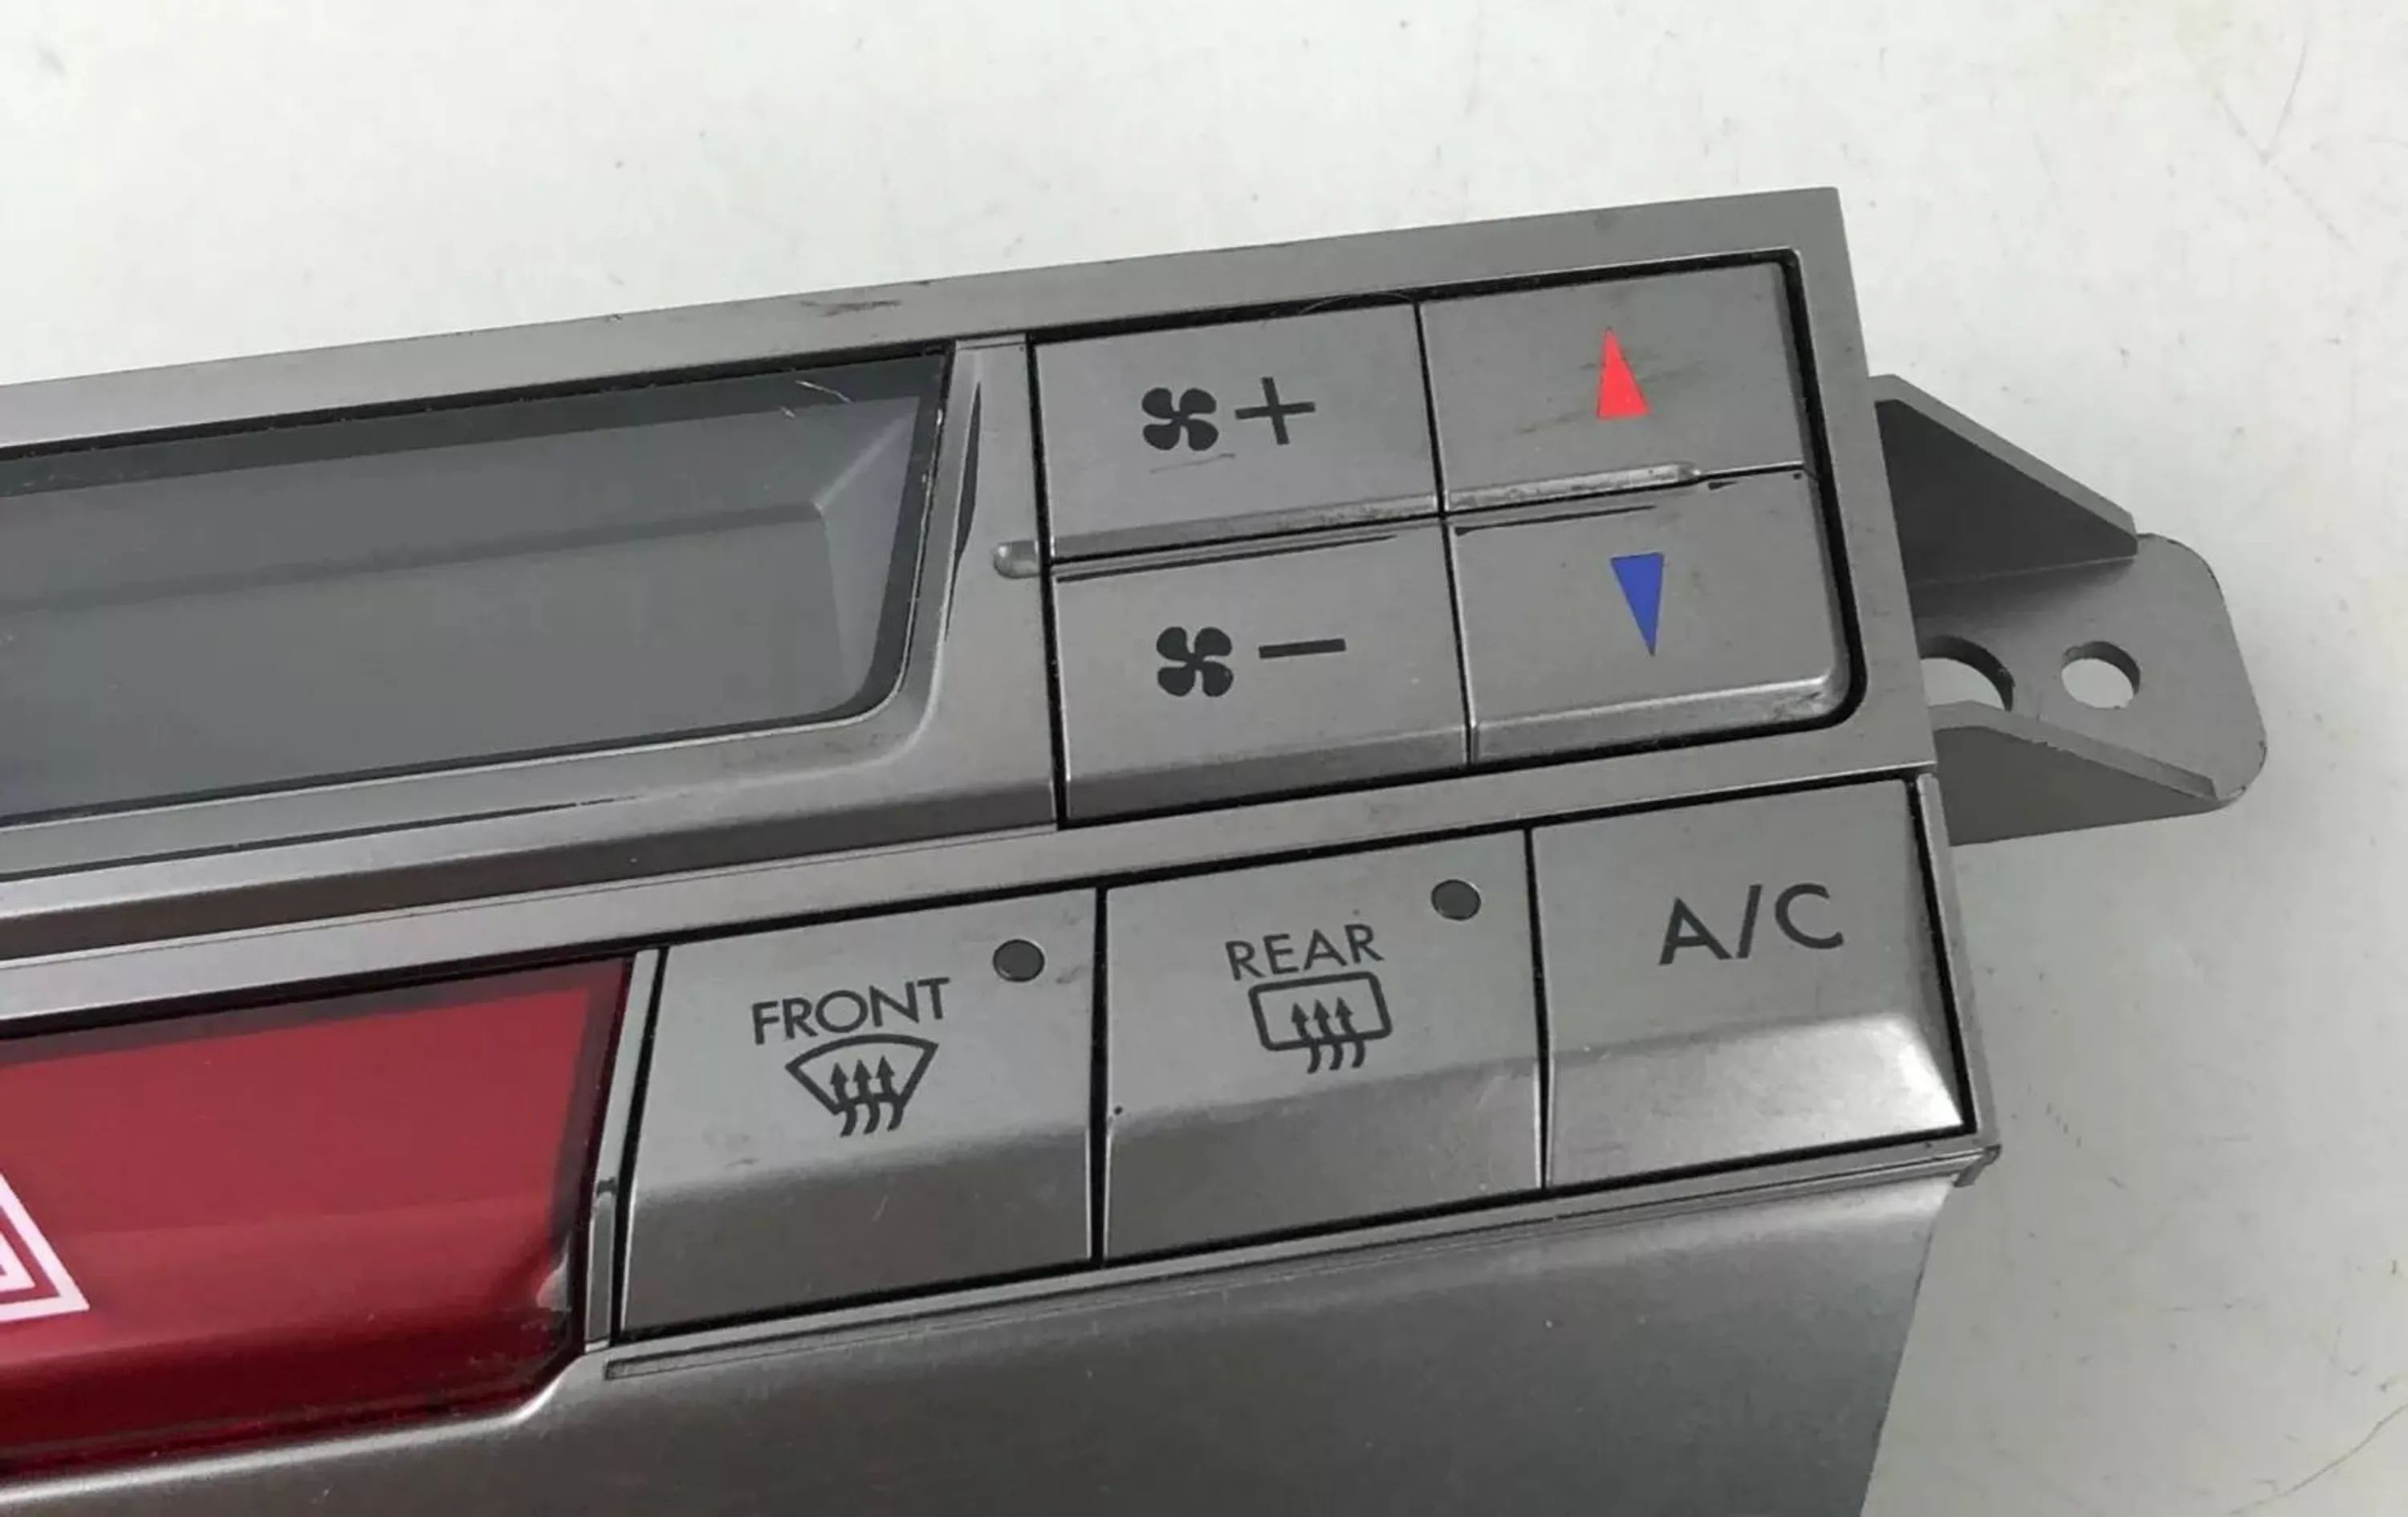 +
−
FRONT
REAR
A/C